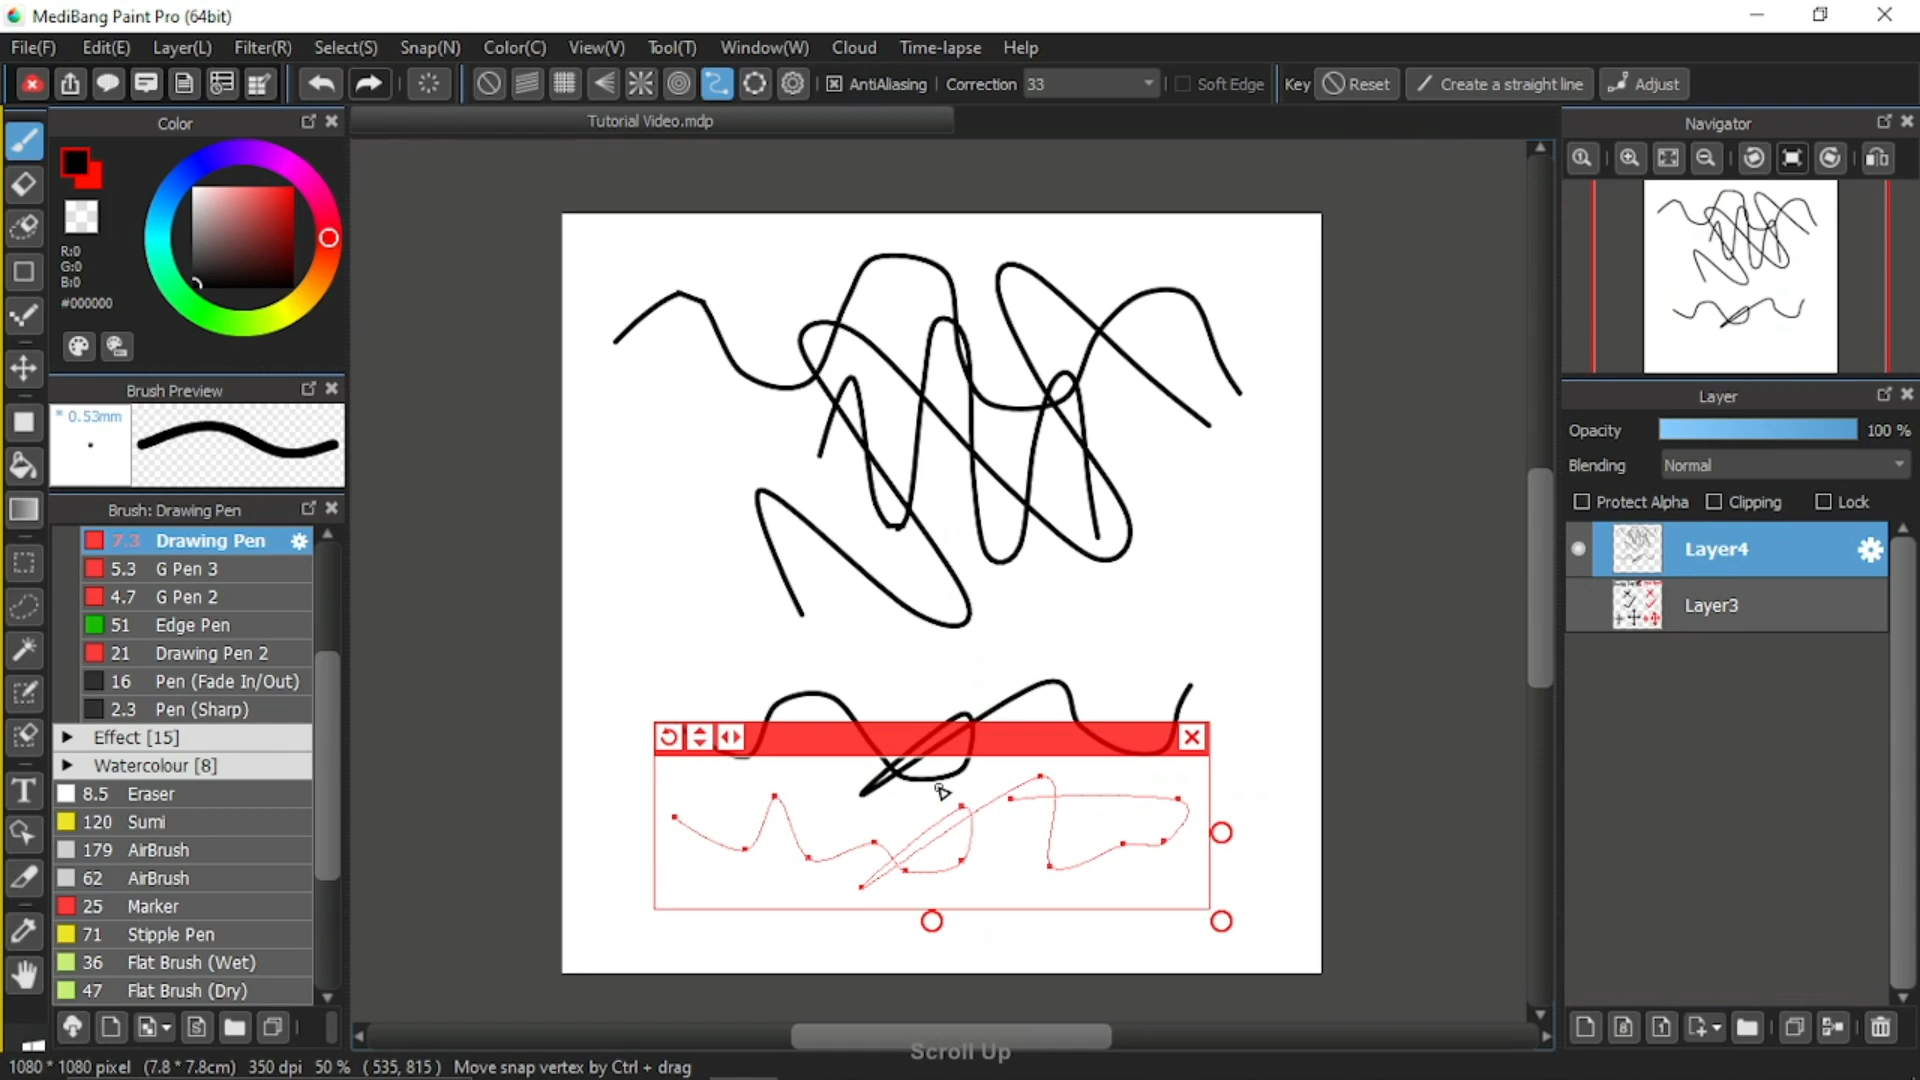 MediBang Paint Pro (64bit)
File(F) Edit(E) Layer(L) Filter(R) Select(S) Snap(N) Color(C) View(V) Tool(T) Window(W) Cloud Time-lapse Help
AntiAliasing Correction 33 Soft Edge Key Reset Create a straight line Adjust
Color
Tutorial Video.mdp
Navigator
R:0
G:0
B:0
#000000
Brush Preview
* 0.53mm
Brush: Drawing Pen
7.3 Drawing Pen
5.3 G Pen 3
4.7 G Pen 2
51 Edge Pen
21 Drawing Pen 2
16 Pen (Fade In/Out)
2.3 Pen (Sharp)
Effect [15]
Watercolour [8]
8.5 Eraser
120 Sumi
179 AirBrush
62 AirBrush
25 Marker
71 Stipple Pen
36 Flat Brush (Wet)
47 Flat Brush (Dry)
Layer
Opacity 100 %
Blending Normal
Protect Alpha Clipping Lock
Layer4
Layer3
Scroll Up
1080 * 1080 pixel (7.8 * 7.8cm) 350 dpi 50 % ( 535, 815 ) Move snap vertex by Ctrl + drag